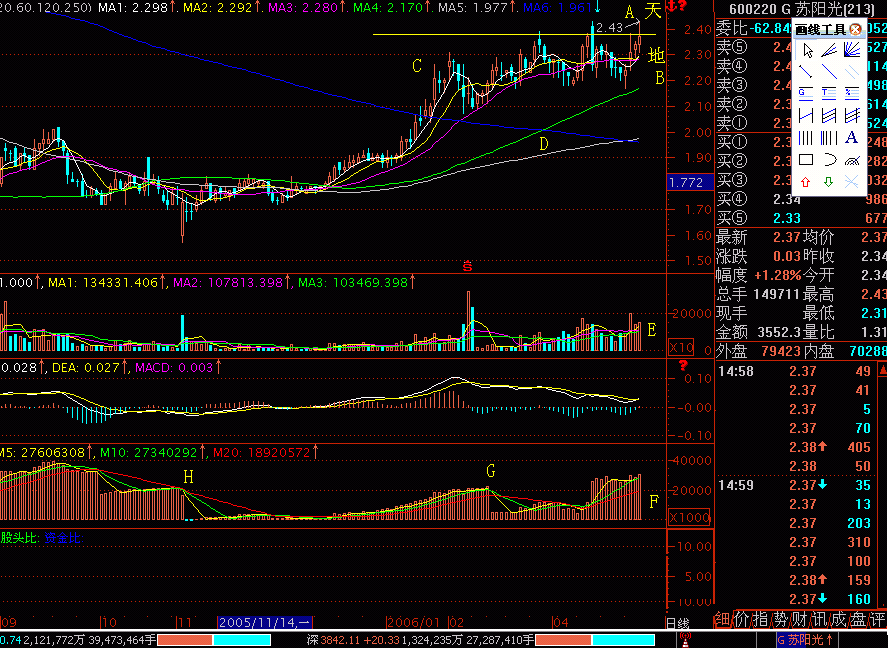 20.60.120.250) MA1: 2.298↑, MA2: 2.292↑, MA3: 2.280↑, MA4: 2.170↑, MA5: 1.977↑, MA6: 1.961↓
600220 G 苏阳光(213)
画线工具
委比 -62.84%
卖⑤ 2.4
卖④ 2.4
卖③ 2.4
卖② 2.3
卖① 2.3
买① 2.3
买② 2.3
买③ 2.3
买④ 2.34 986
买⑤ 2.33 677
最新 2.37 均价 2.37
涨跌 0.03 昨收 2.34
幅度 +1.28% 今开 2.34
总手 149711 最高 2.43
现手 最低 2.31
金额 3552.3 量比 1.31
外盘 79423 内盘 70288
A 天
2.43
地
B
C
D
2.40
2.30
2.20
2.10
2.00
1.90
1.772
1.70
1.60
1.50
S
1.000↑, MA1: 134331.406↑, MA2: 107813.398↑, MA3: 103469.398↑
20000
E
X10
0
0.028↑, DEA: 0.027↑, MACD: 0.003↑
?
0.10
-0.00
-0.10
M5: 27606308↑, M10: 27340292↑, M20: 18920572↑
40000
H
G
20000
F
X1000
股头比: 资金比:
10.00
5.00
10.00
09 10 11 2005/11/14,一 2006/01 02 04 日线
14:58 2.37 49
2.37 41
2.37 5
2.37 70
2.38↑ 405
2.38 50
14:59 2.37↓ 35
2.37 13
2.37 203
2.37 310
2.37 100
2.38↑ 159
2.37↓ 160
细 价 指 势 财 讯 成 盘 评
0.74 2,121,772万 39,473,464手
深 3842.11 +20.33 1,324,235万 27,287,410手
G 苏阳光↑